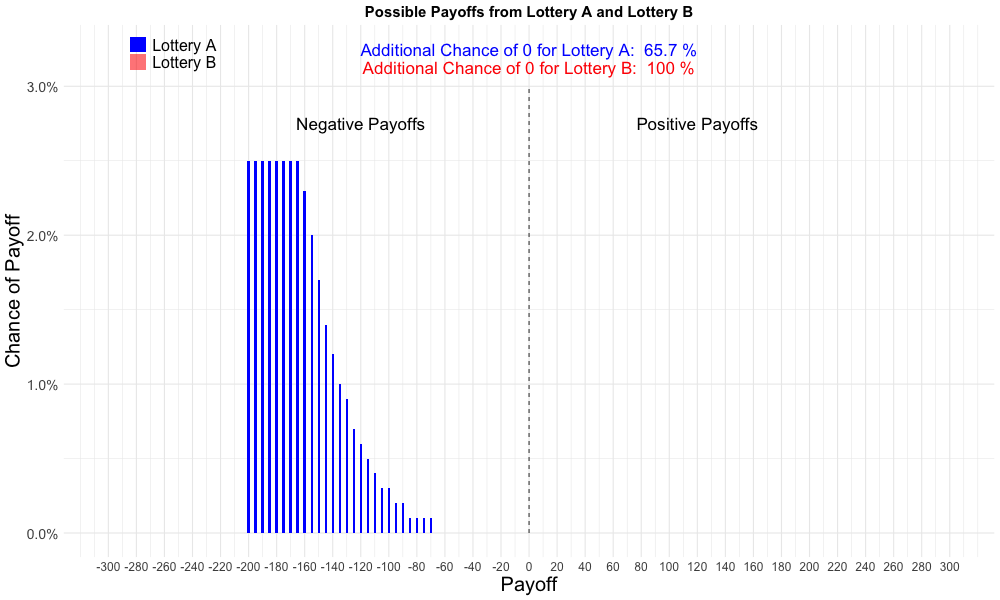 Possible Payoffs from Lottery A and Lottery B
Lottery A
Lottery B
Additional Chance of 0 for Lottery A:  65.7 %
Additional Chance of 0 for Lottery B:  100 %
Negative Payoffs
Positive Payoffs
Chance of Payoff
3.0%
2.0%
1.0%
0.0%
-300 -280 -260 -240 -220 -200 -180 -160 -140 -120 -100 -80 -60 -40 -20 0 20 40 60 80 100 120 140 160 180 200 220 240 260 280 300
Payoff